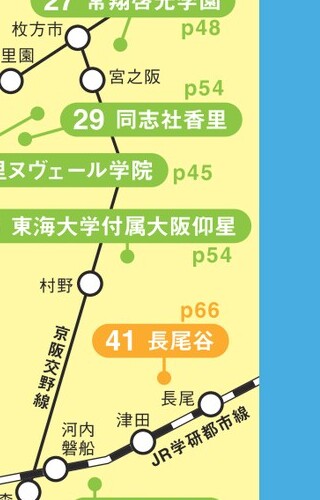 27 常翔啓光学園
枚方市
p48
里園
宮之阪
p54
29 同志社香里
里ヌヴェール学院
p45
東海大学付属大阪仰星
p54
村野
p66
41 長尾谷
京阪交野線
長尾
津田
河内
磐船
JR学研都市線